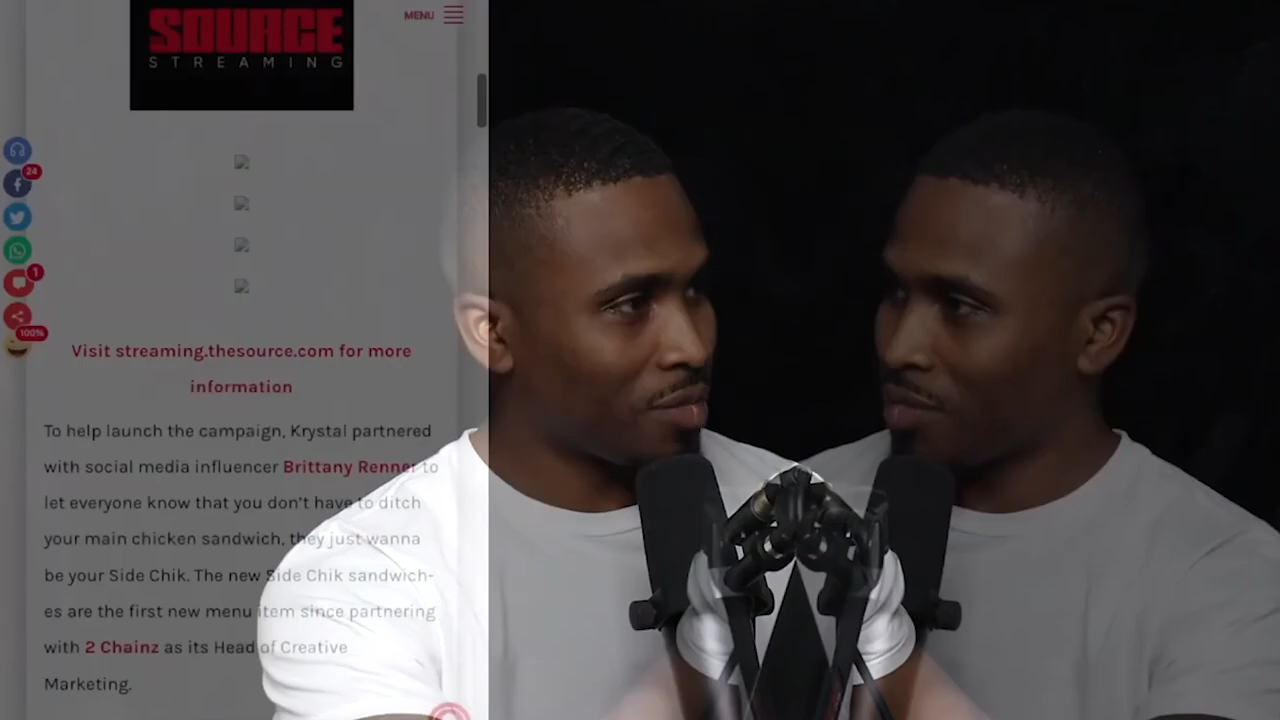 SOURCE
STREAMING
MENU
24
1
100%
Visit streaming.thesource.com for more
information
To help launch the campaign, Krystal partnered
with social media influencer Brittany Renner to
let everyone know that you don't have to ditch
your main chicken sandwich, they just wanna
be your Side Chik. The new Side Chik sandwich-
es are the first new menu item since partnering
with 2 Chainz as its Head of Creative
Marketing.